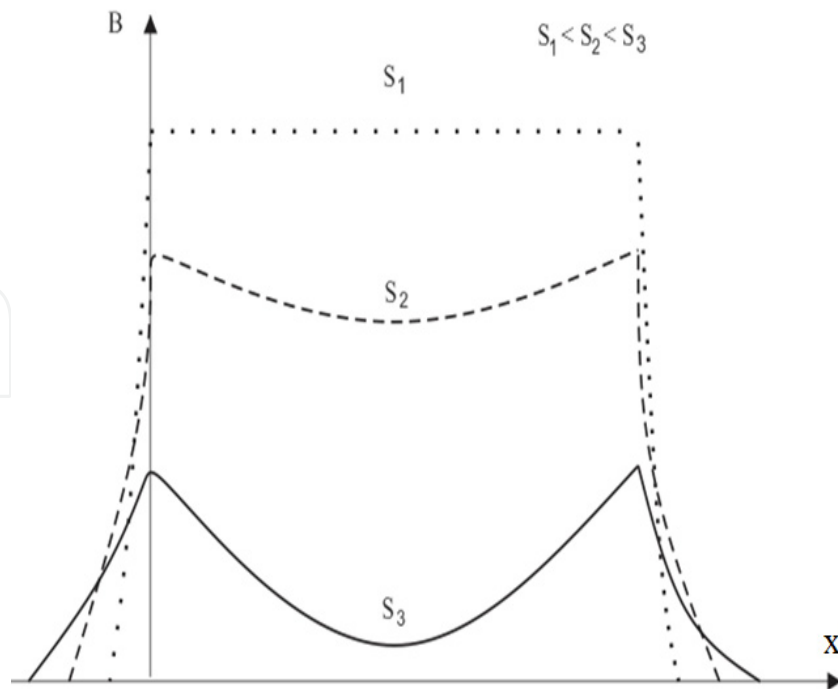 B
S₁ < S₂ < S₃
S₁
S₂
S₃
X